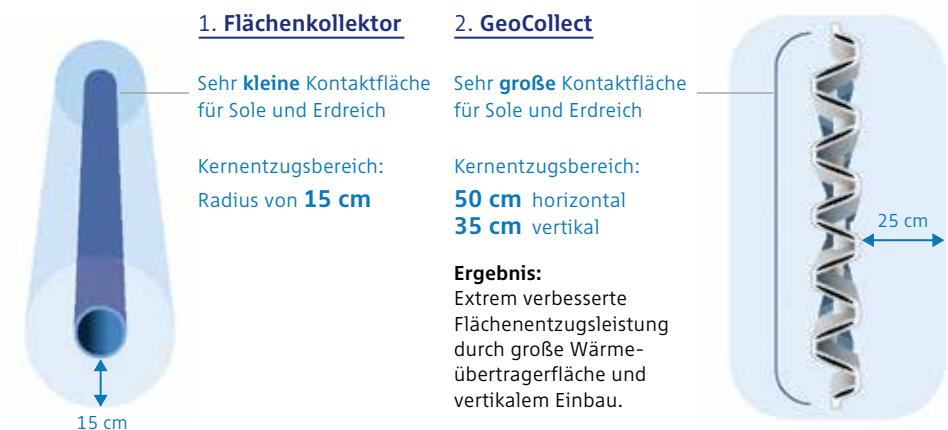 1. Flächenkollektor
Sehr kleine Kontaktfläche
für Sole und Erdreich
Kernentzugsbereich:
Radius von 15 cm
15 cm
2. GeoCollect
Sehr große Kontaktfläche
für Sole und Erdreich
Kernentzugsbereich:
50 cm horizontal
35 cm vertikal
Ergebnis:
Extrem verbesserte
Flächenentzugsleistung
durch große Wärme-
übertragerfläche und
vertikalem Einbau.
25 cm